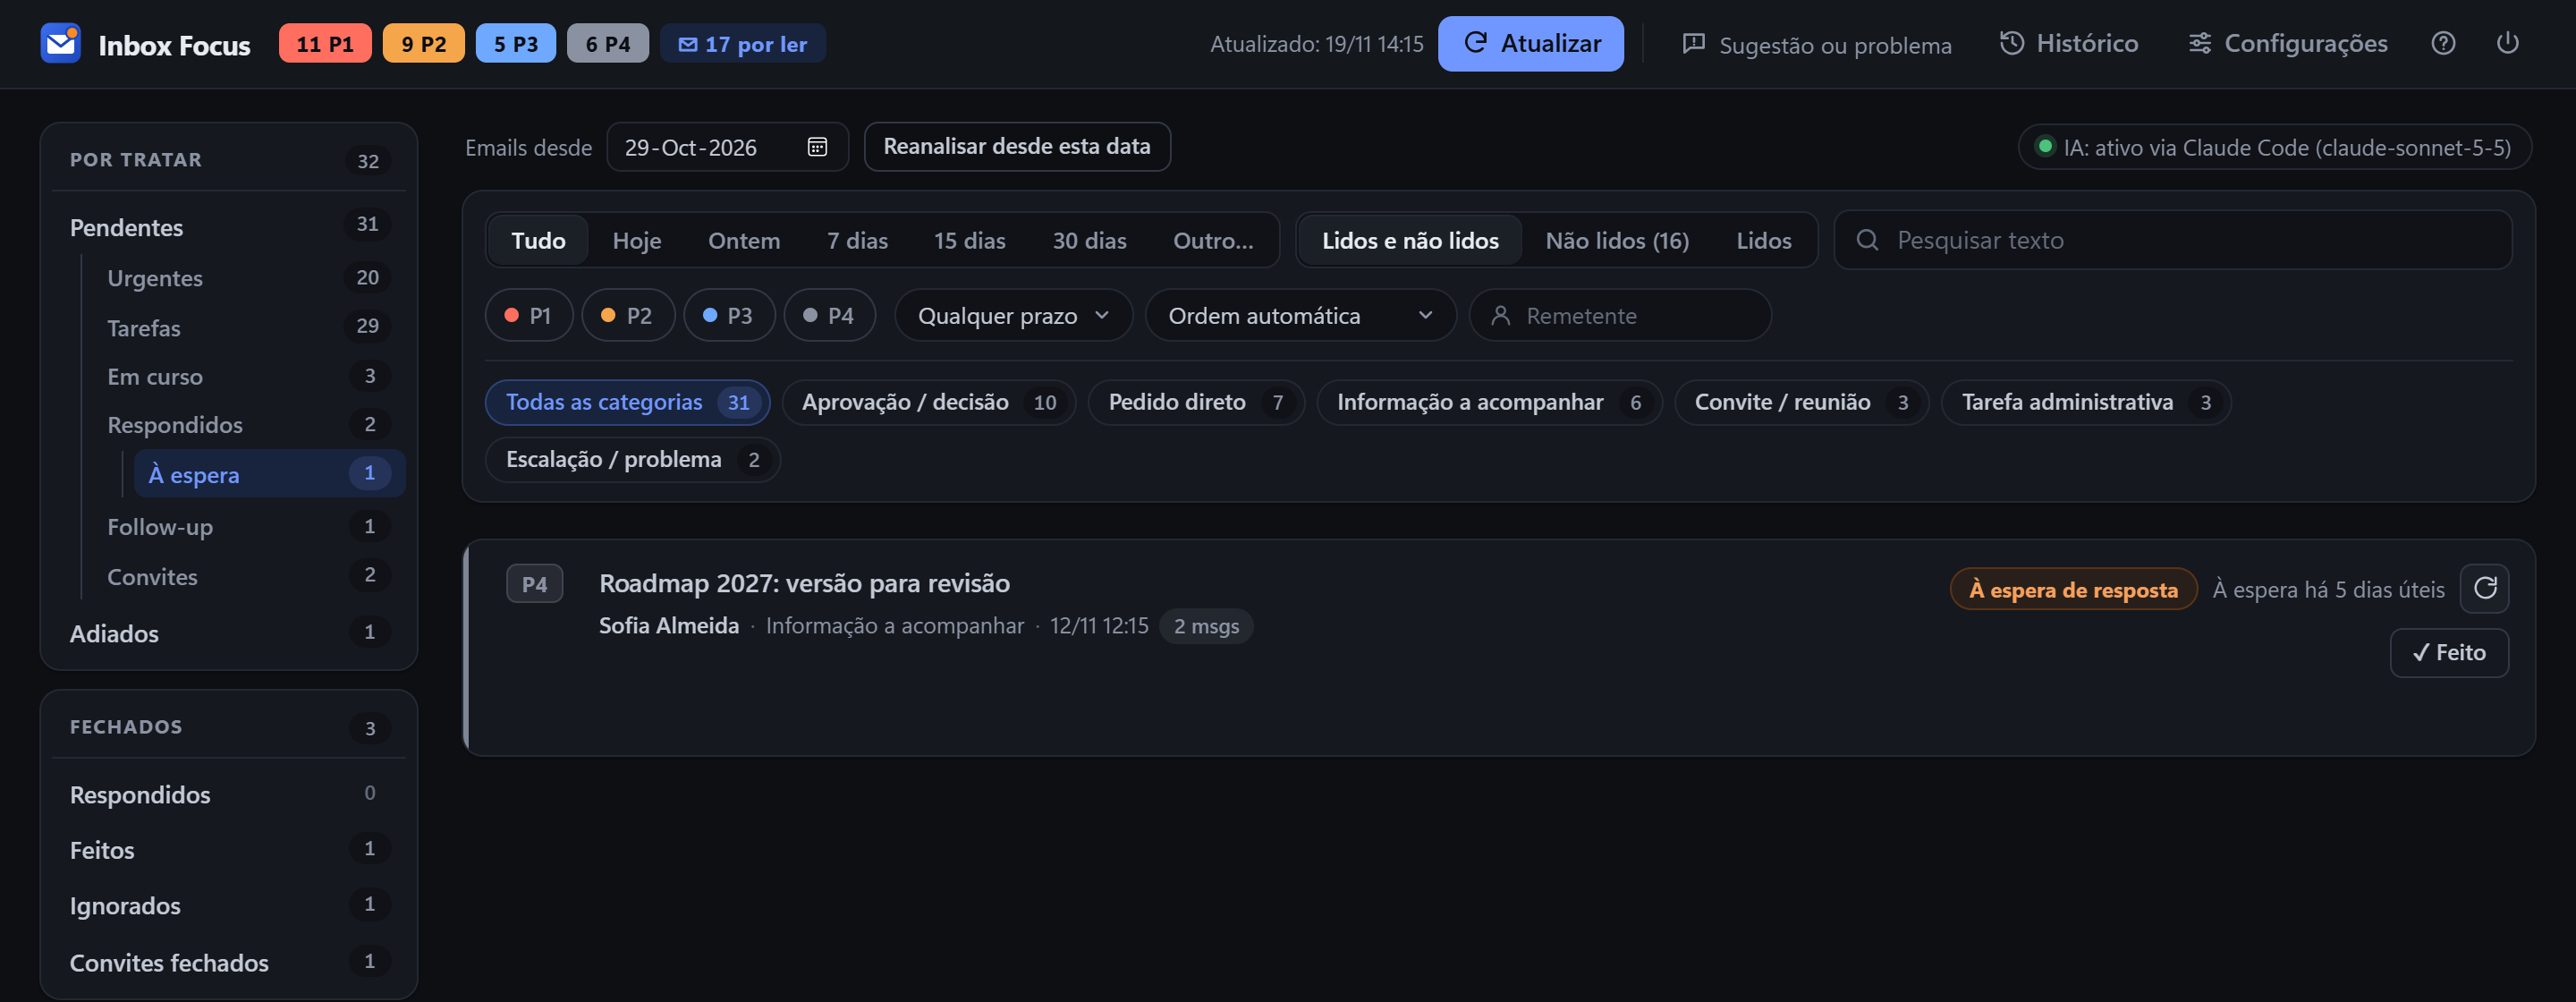 Inbox Focus
11 P1
9 P2
5 P3
6 P4
17 por ler
Atualizado: 19/11 14:15
Atualizar
Sugestão ou problema
Histórico
Configurações
POR TRATAR 32
Pendentes 31
Urgentes 20
Tarefas 29
Em curso 3
Respondidos 2
À espera 1
Follow-up 1
Convites 2
Adiados 1
FECHADOS 3
Respondidos 0
Feitos 1
Ignorados 1
Convites fechados 1
Emails desde
29-Oct-2026
Reanalisar desde esta data
IA: ativo via Claude Code (claude-sonnet-5-5)
Tudo Hoje Ontem 7 dias 15 dias 30 dias Outro...
Lidos e não lidos Não lidos (16) Lidos
Pesquisar texto
P1 P2 P3 P4
Qualquer prazo
Ordem automática
Remetente
Todas as categorias 31
Aprovação / decisão 10
Pedido direto 7
Informação a acompanhar 6
Convite / reunião 3
Tarefa administrativa 3
Escalação / problema 2
P4
Roadmap 2027: versão para revisão
Sofia Almeida · Informação a acompanhar · 12/11 12:15 2 msgs
À espera de resposta
À espera há 5 dias úteis
✓ Feito